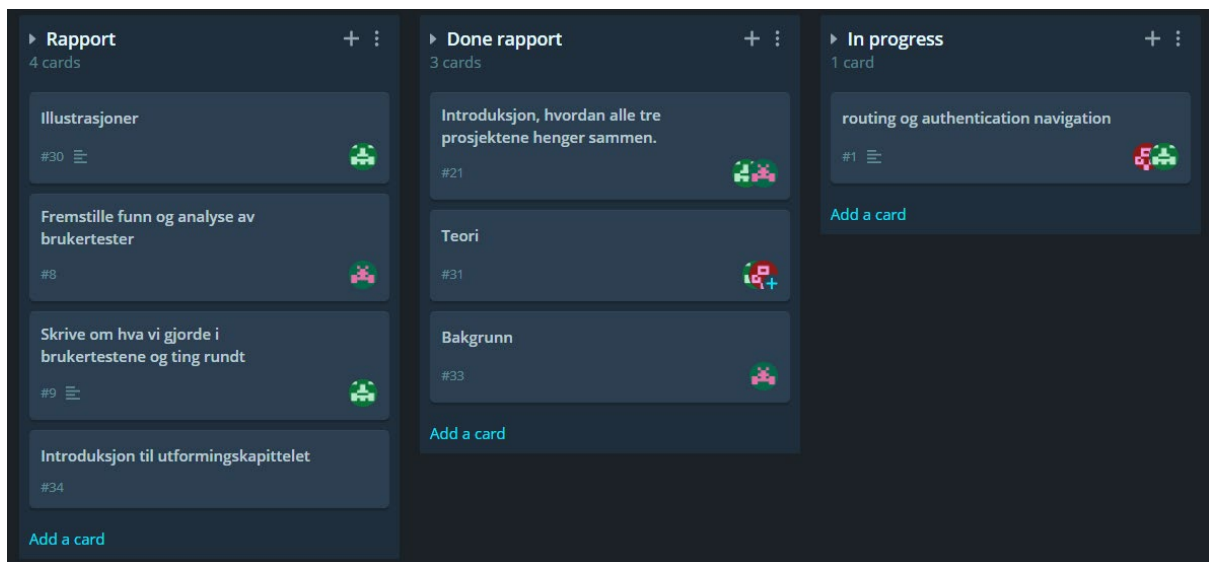 Rapport
4 cards
Illustrasjoner
#30
Fremstille funn og analyse av
brukertester
#8
Skrive om hva vi gjorde i
brukertestene og ting rundt
#9
Introduksjon til utformingskapittelet
#34
Add a card
Done rapport
3 cards
Introduksjon, hvordan alle tre
prosjektene henger sammen.
#21
Teori
#31
Bakgrunn
#33
Add a card
In progress
1 card
routing og authentication navigation
#1
Add a card